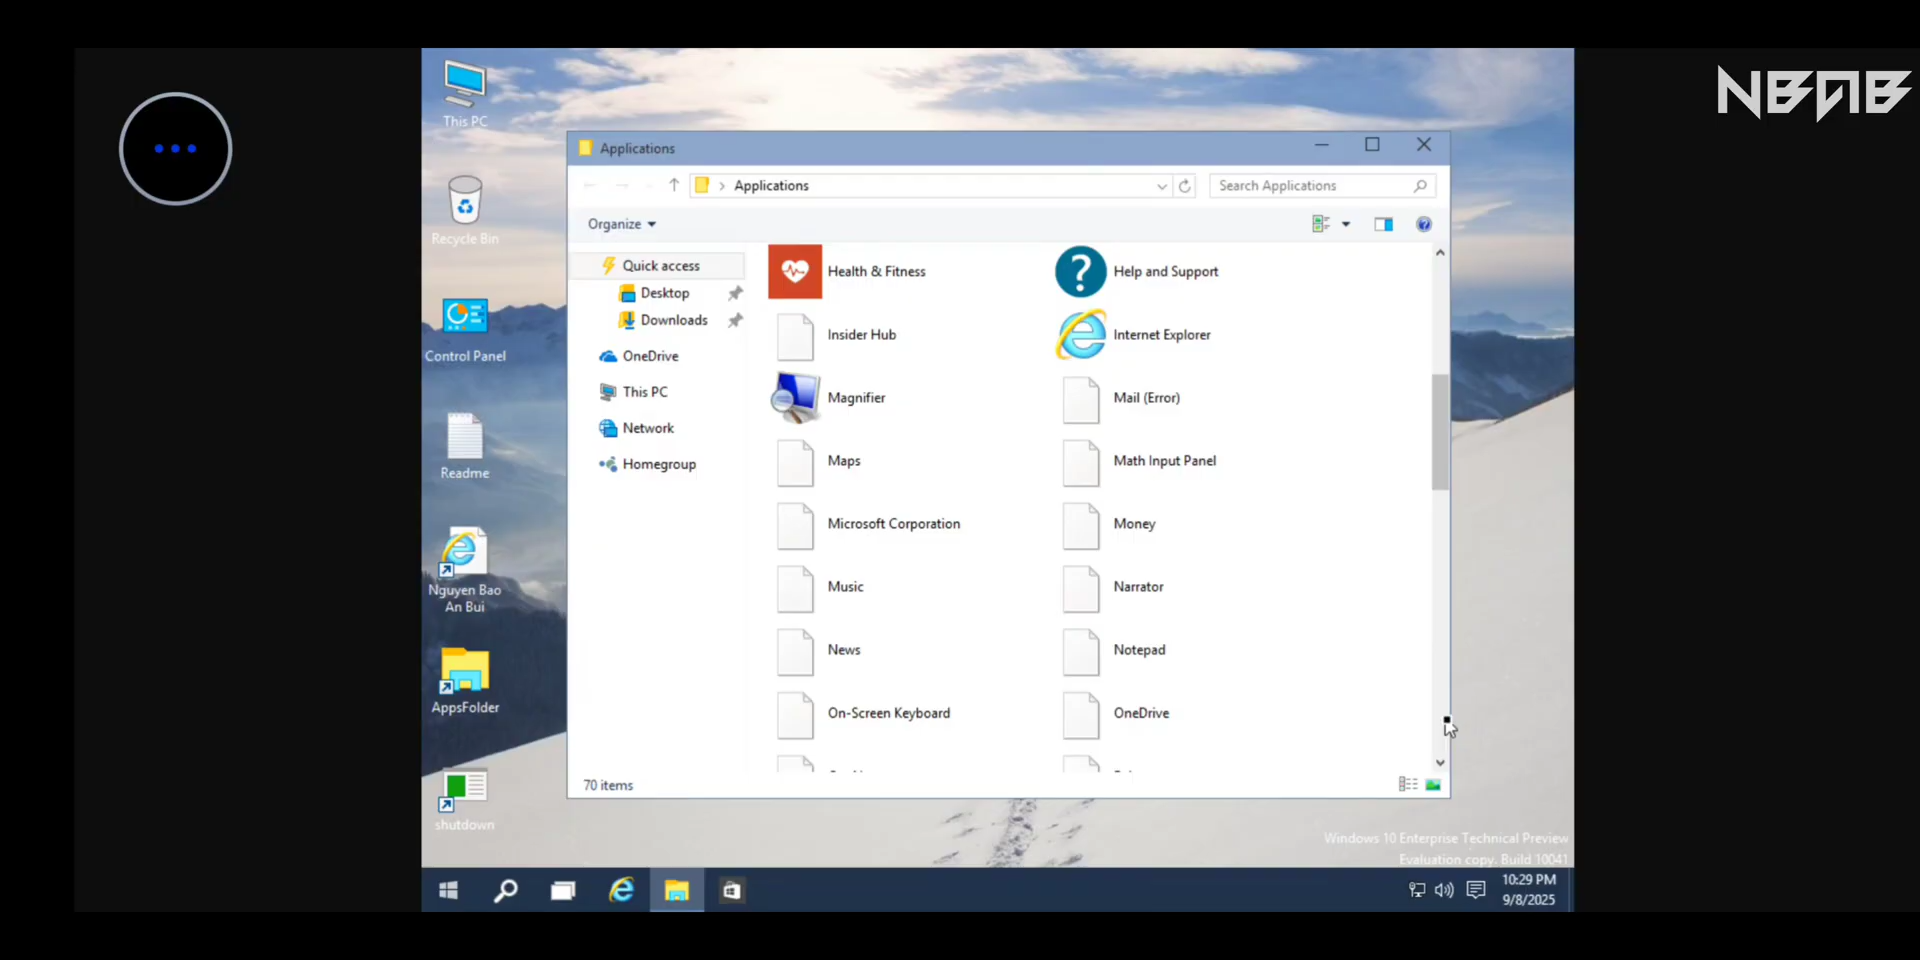 NBAB
This PC
Recycle Bin
Control Panel
Readme
Nguyen Bao
An Bui
AppsFolder
shutdown
Applications
Applications
Search Applications
Organize
Quick access
Desktop
Downloads
OneDrive
This PC
Network
Homegroup
Health & Fitness
Help and Support
Insider Hub
Internet Explorer
Magnifier
Mail (Error)
Maps
Math Input Panel
Microsoft Corporation
Money
Music
Narrator
News
Notepad
On-Screen Keyboard
OneDrive
70 items
Windows 10 Enterprise Technical Preview
Evaluation copy. Build 10041
10:29 PM
9/8/2025